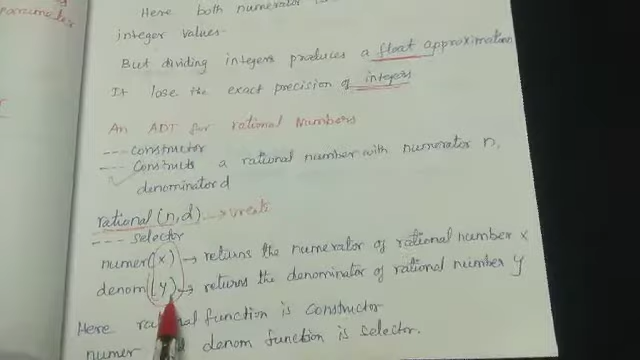 parameter
Here both numerator
integer values.
But dividing integers produces a float approximation
It lose the exact precision of integers
An ADT for rational Numbers
--- constructor
--- Constructs a rational number with numerator n,
denominator d
rational (n,d) → create
--- selector
numer(x) → returns the numerator of rational number x
denom(y) → returns the denominator of rational number y
Here function is constructor
numer denom function is selector.